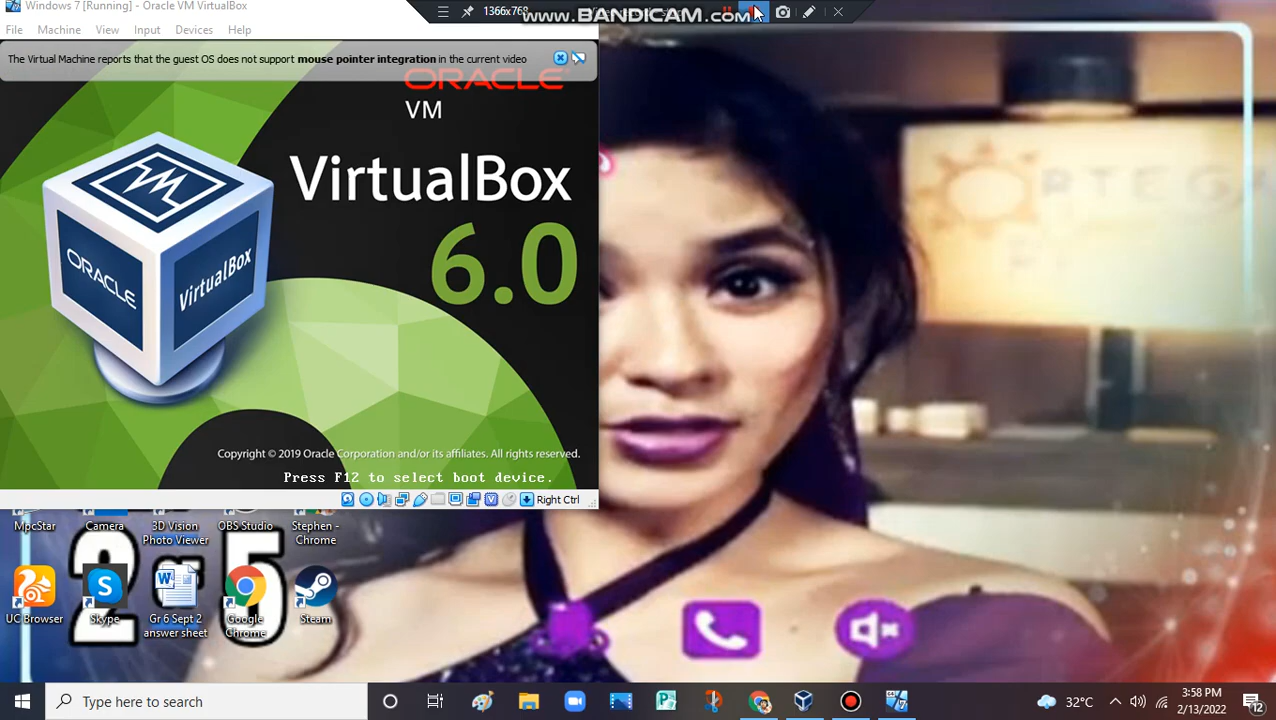 Windows 7 [Running] - Oracle VM VirtualBox
1366x768
www.BANDICAM.com
File Machine View Input Devices Help
The Virtual Machine reports that the guest OS does not support mouse pointer integration in the current video
ORACLE
VM
VirtualBox
6.0
ORACLE
VirtualBox
Copyright © 2019 Oracle Corporation and/or its affiliates. All rights reserved.
Press F12 to select boot device.
Right Ctrl
MpcStar
Camera
3D Vision
Photo Viewer
OBS Studio
Stephen -
Chrome
UC Browser
Skype
Gr 6 Sept 2
answer sheet
Google
Chrome
Steam
Type here to search
32°C
3:58 PM
2/13/2022
12